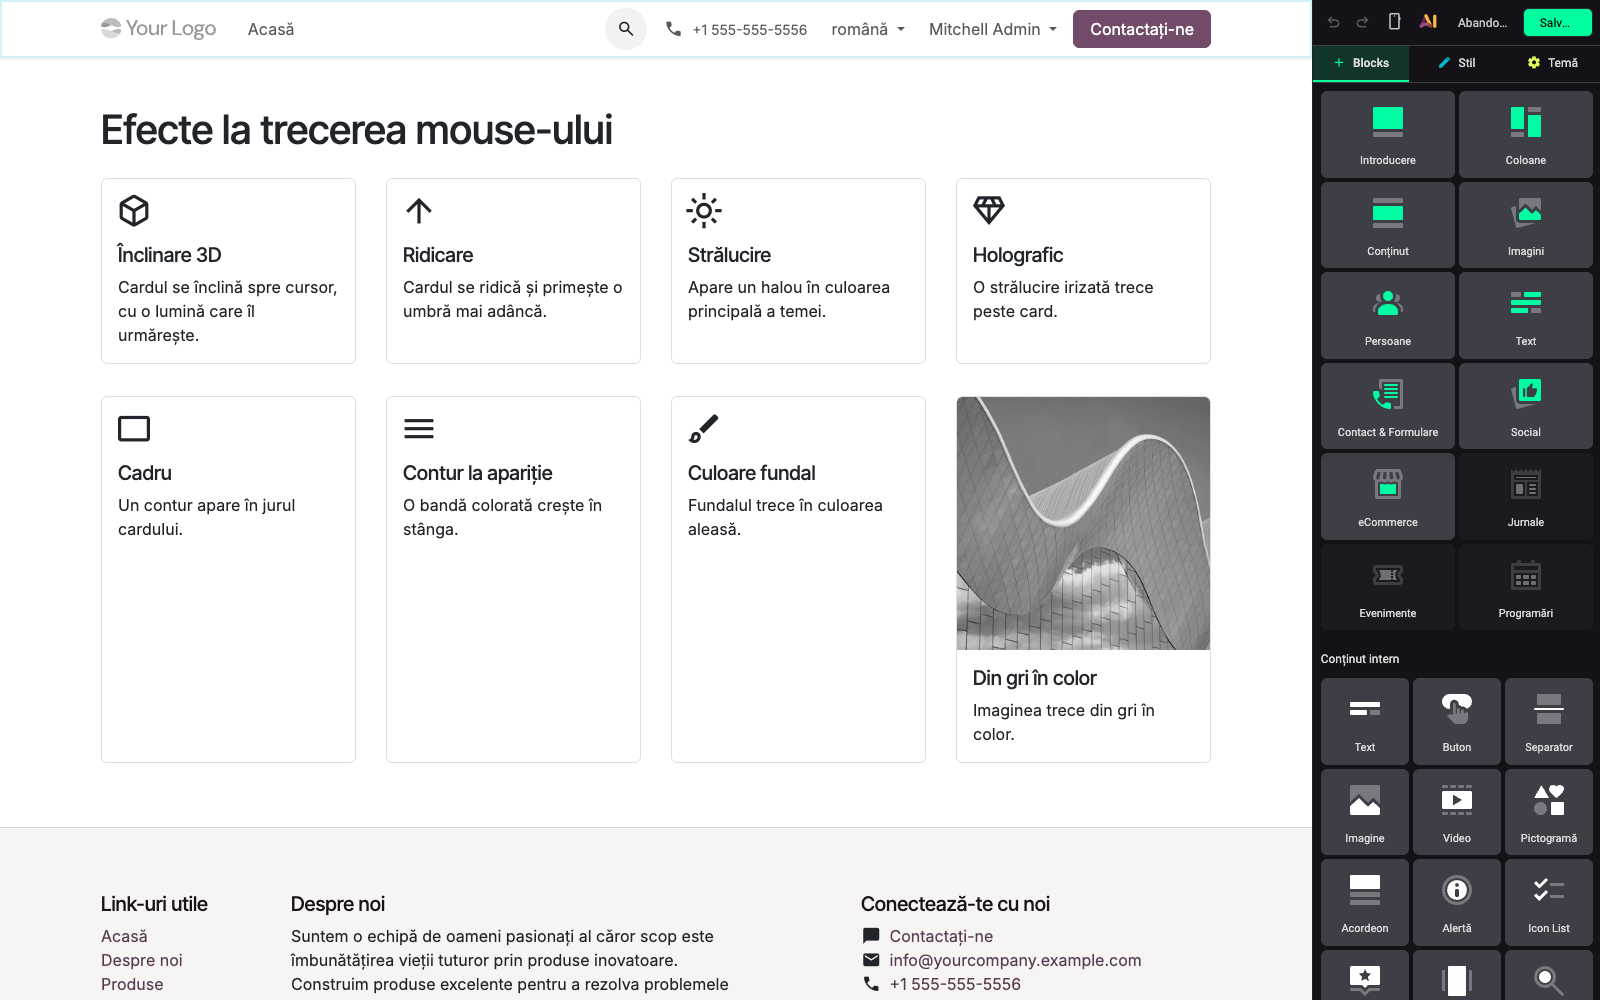 Your Logo
Acasă
+1 555-555-5556
română
Mitchell Admin
Contactați-ne
Abando...
Salv...
Blocks
Stil
Temă
Efecte la trecerea mouse-ului
Înclinare 3D
Cardul se înclină spre cursor,
cu o lumină care îl
urmărește.
Ridicare
Cardul se ridică și primește o
umbră mai adâncă.
Strălucire
Apare un halou în culoarea
principală a temei.
Holografic
O strălucire irizată trece
peste card.
Cadru
Un contur apare în jurul
cardului.
Contur la apariție
O bandă colorată crește în
stânga.
Culoare fundal
Fundalul trece în culoarea
aleasă.
Din gri în color
Imaginea trece din gri în
color.
Introducere
Coloane
Conținut
Imagini
Persoane
Text
Contact & Formulare
Social
eCommerce
Jurnale
Evenimente
Programări
Conținut intern
Text
Buton
Separator
Imagine
Video
Pictogramă
Acordeon
Alertă
Icon List
Link-uri utile
Acasă
Despre noi
Produse
Despre noi
Suntem o echipă de oameni pasionați al căror scop este
îmbunătățirea vieții tuturor prin produse inovatoare.
Construim produse excelente pentru a rezolva problemele
Conectează-te cu noi
Contactați-ne
info@yourcompany.example.com
+1 555-555-5556